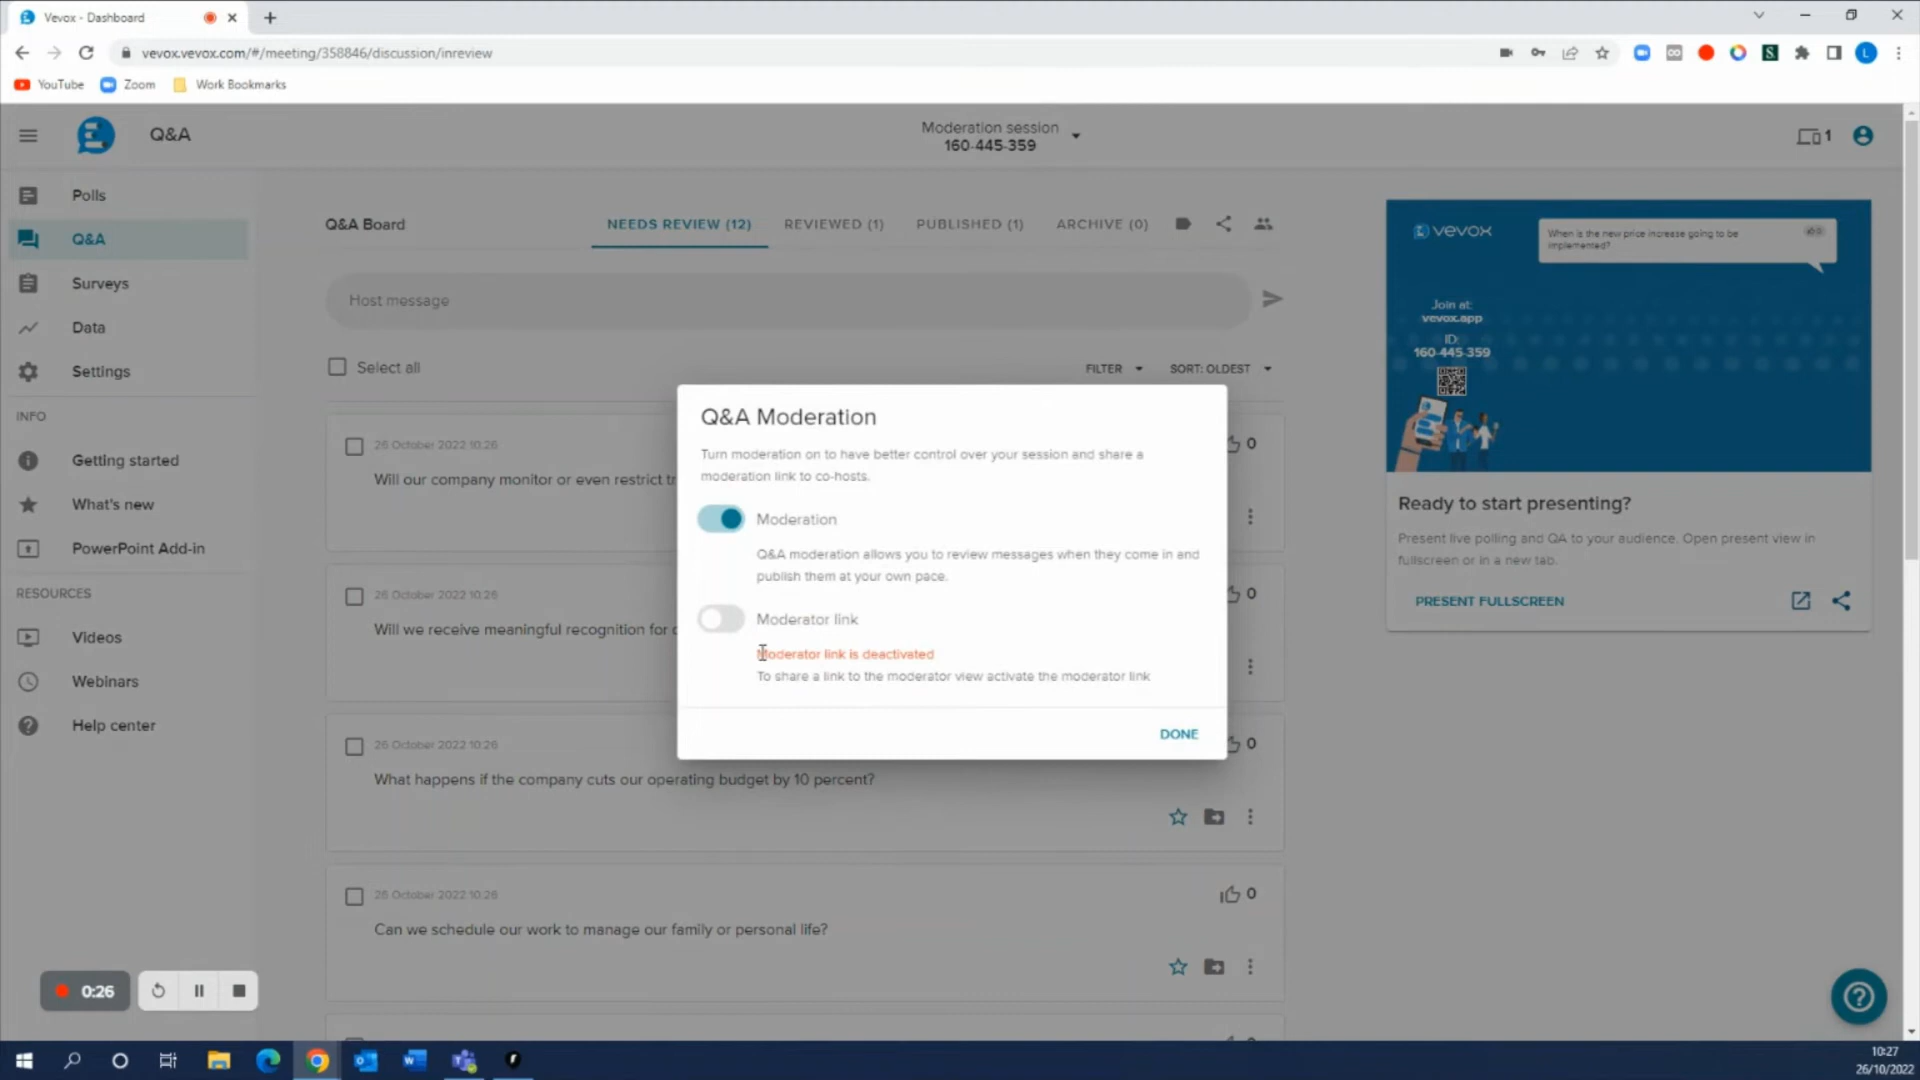 Vevox - Dashboard
vevox.vevox.com/#/meeting/358846/discussion/inreview
YouTube
Zoom
Work Bookmarks
Q&A
Moderation session
160-445-359
1
Polls
Q&A
Surveys
Data
Settings
INFO
Getting started
What's new
PowerPoint Add-in
RESOURCES
Videos
Webinars
Help center
Q&A Board
NEEDS REVIEW (12)
REVIEWED (1)
PUBLISHED (1)
ARCHIVE (0)
Host message
Select all
FILTER
SORT: OLDEST
26 October 2022 10:26
0
Will our company monitor or even restrict tr
26 October 2022 10:26
0
Will we receive meaningful recognition for
26 October 2022 10:26
0
What happens if the company cuts our operating budget by 10 percent?
26 October 2022 10:26
0
Can we schedule our work to manage our family or personal life?
Q&A Moderation
Turn moderation on to have better control over your session and share a
moderation link to co-hosts.
Moderation
Q&A moderation allows you to review messages when they come in and
publish them at your own pace.
Moderator link
Moderator link is deactivated
To share a link to the moderator view activate the moderator link
DONE
vevox
When is the new price increase going to be
implemented?
Join at:
vevox.app
ID:
160-445-359
Ready to start presenting?
Present live polling and QA to your audience. Open present view in
fullscreen or in a new tab.
PRESENT FULLSCREEN
0:26
10:27
26/10/2022